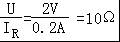 U/I_R = 2V/0.2A = 10Ω